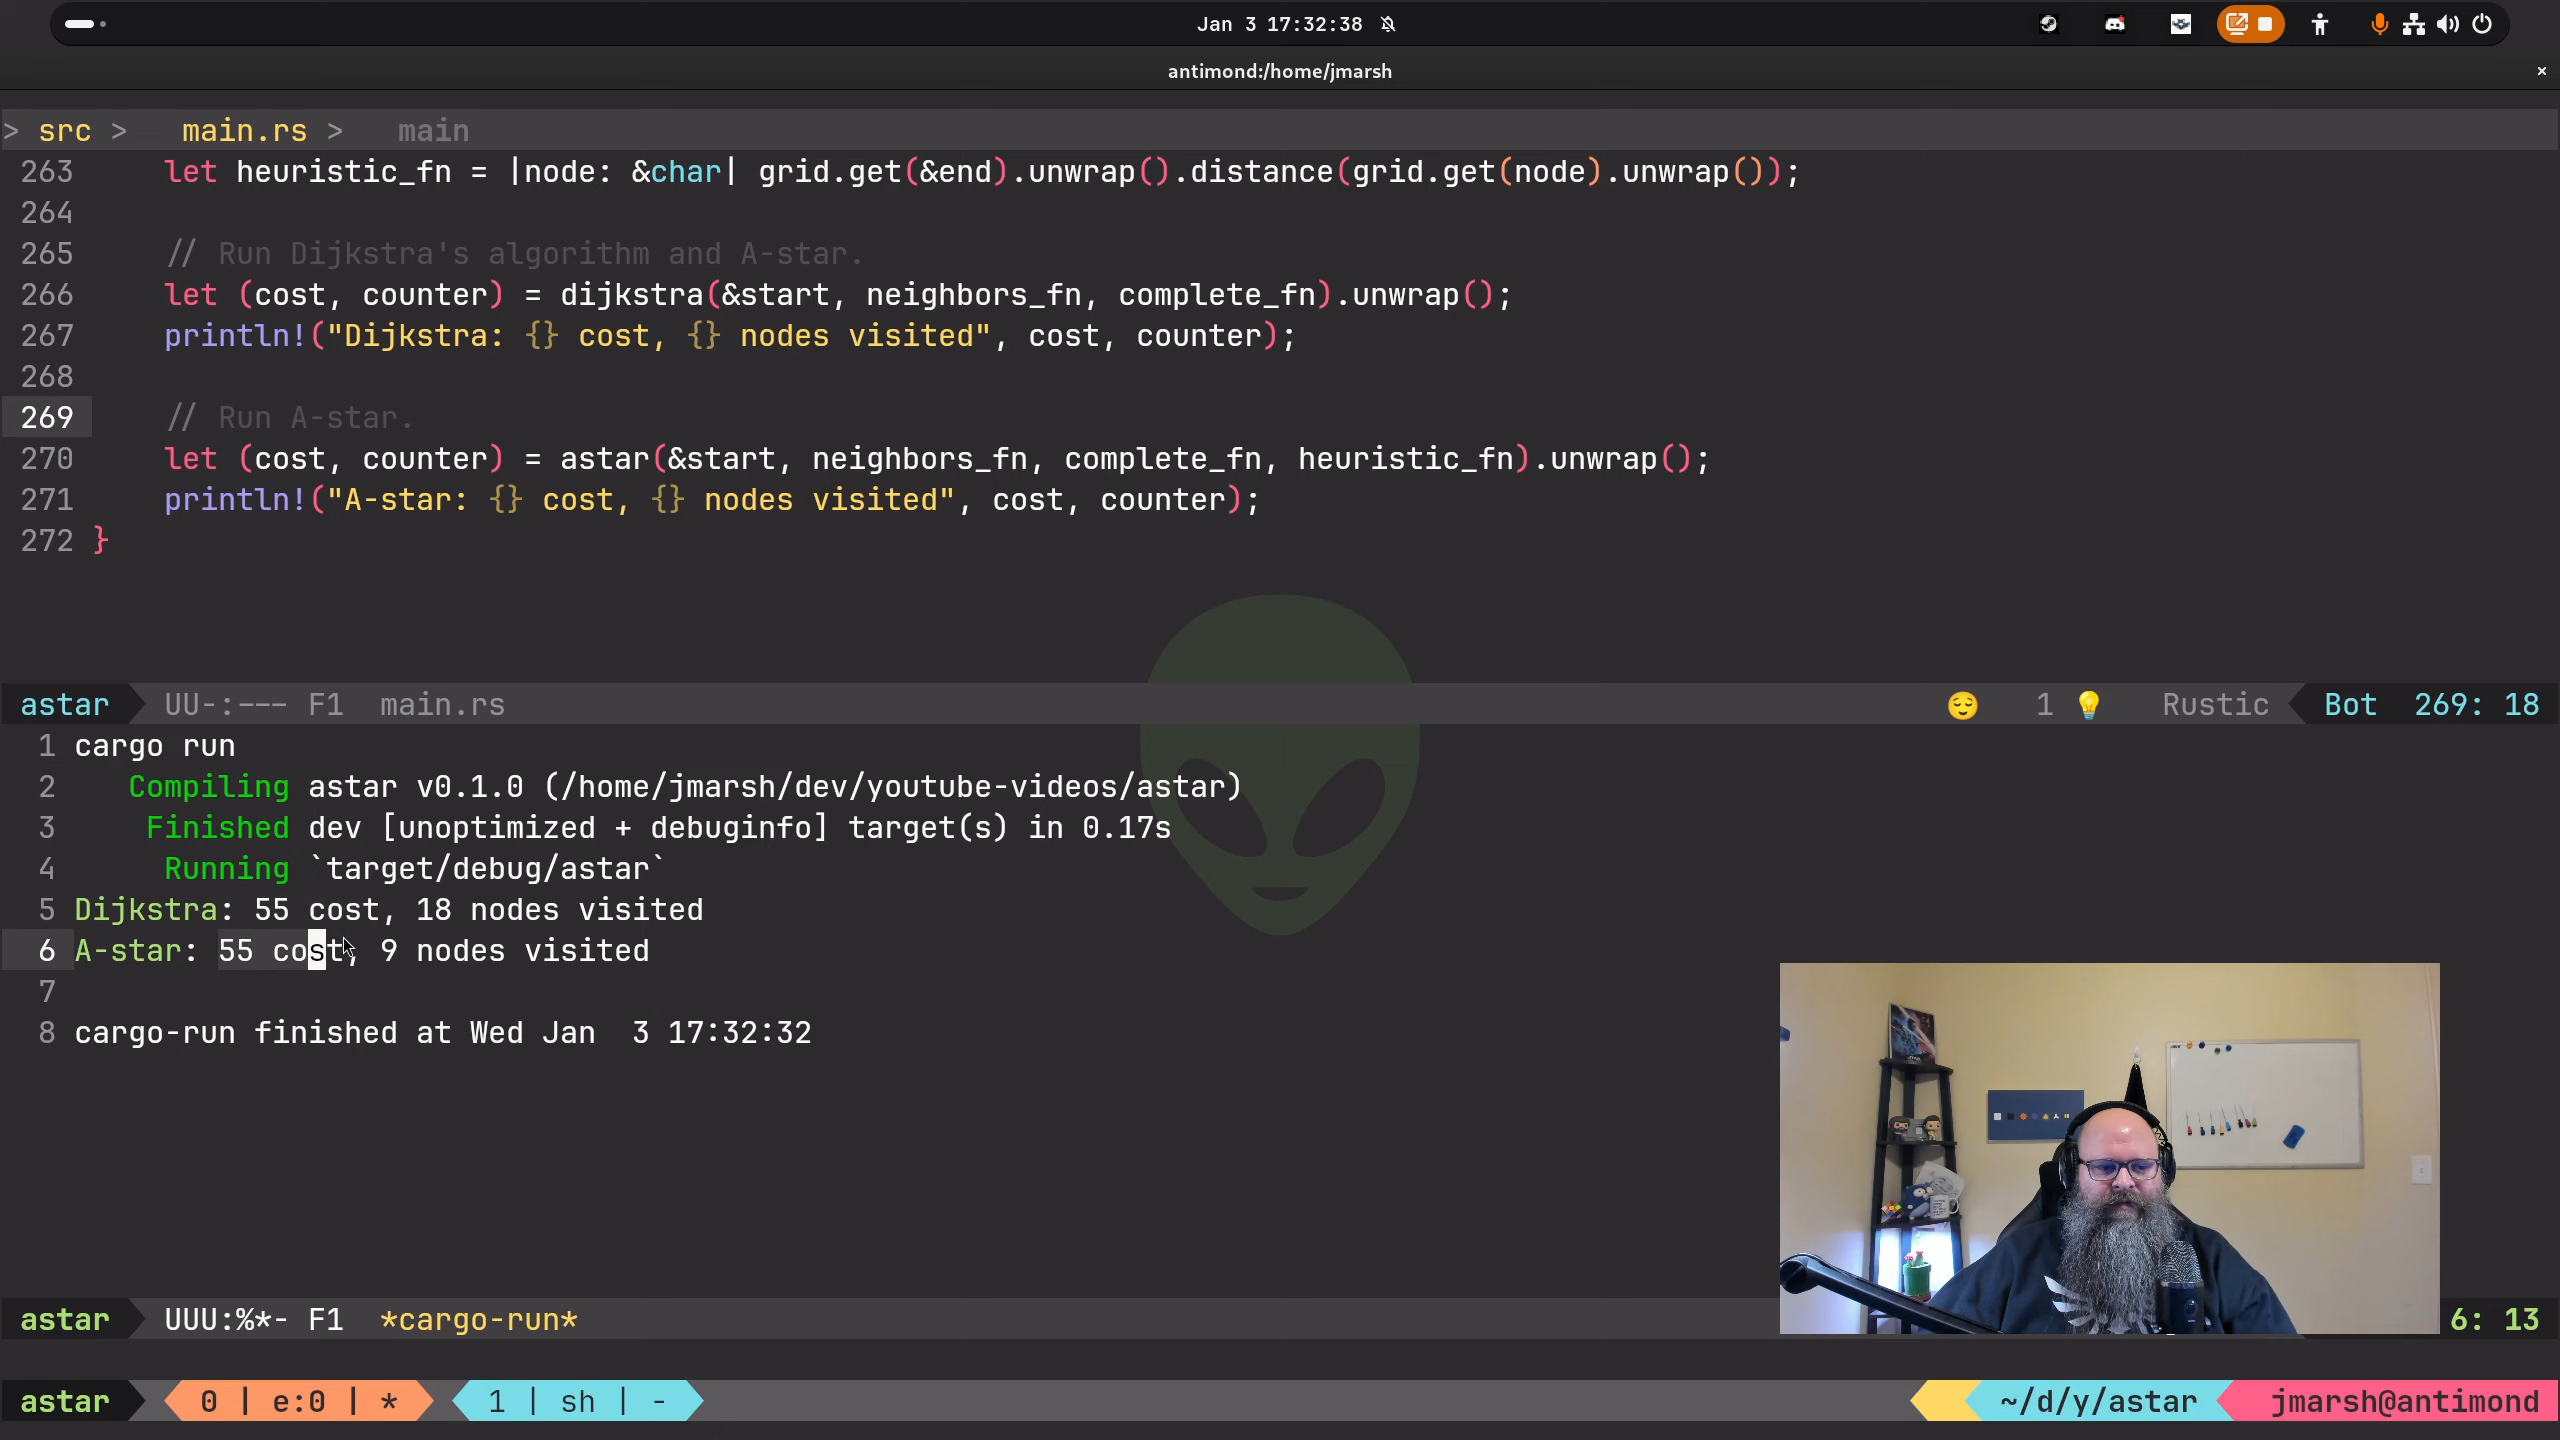 Jan 3 17:32:38
antimond:/home/jmarsh ×
> src > main.rs > main
263 let heuristic_fn = |node: &char| grid.get(&end).unwrap().distance(grid.get(node).unwrap());
264
265 // Run Dijkstra's algorithm and A-star.
266 let (cost, counter) = dijkstra(&start, neighbors_fn, complete_fn).unwrap();
267 println!("Dijkstra: {} cost, {} nodes visited", cost, counter);
268
269 // Run A-star.
270 let (cost, counter) = astar(&start, neighbors_fn, complete_fn, heuristic_fn).unwrap();
271 println!("A-star: {} cost, {} nodes visited", cost, counter);
272 }
astar UU-:--- F1 main.rs 😌 1 💡 Rustic Bot 269: 18
1 cargo run
2 Compiling astar v0.1.0 (/home/jmarsh/dev/youtube-videos/astar)
3 Finished dev [unoptimized + debuginfo] target(s) in 0.17s
4 Running `target/debug/astar`
5 Dijkstra: 55 cost, 18 nodes visited
6 A-star: 55 cost, 9 nodes visited
7
8 cargo-run finished at Wed Jan  3 17:32:32
astar UUU:%*- F1 *cargo-run* 6: 13
astar 0 | e:0 | * 1 | sh | - ~/d/y/astar jmarsh@antimond